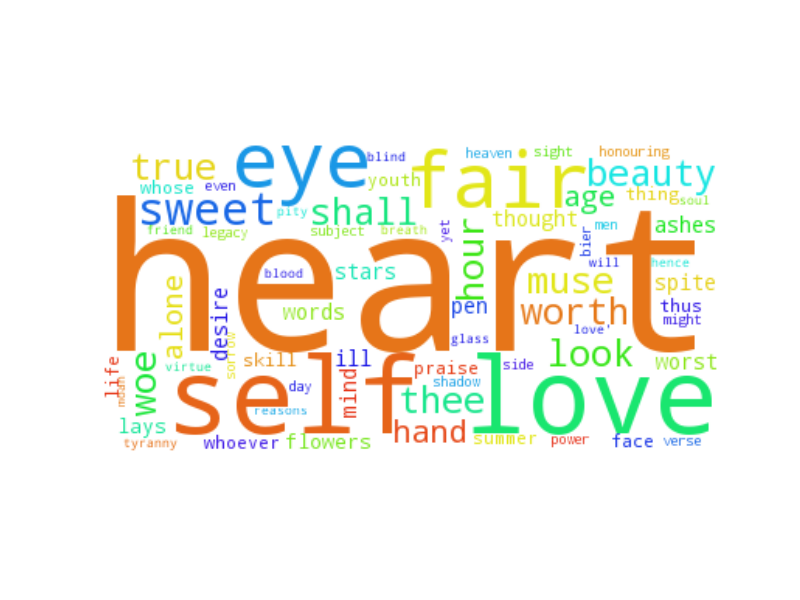 blind
heaven
sight
honouring
true
eye
fair
beauty
whose
even
youth
age
thing
soul
sweet
pity
shall
thought
ashes
friend
legacy
subject
breath
yet
hour
bier
men
heart
blood
stars
will
hence
muse
spite
alone
desire
words
pen
worth
thus
might
love'
glass
life
moan
woe
virtue
sorrow
skill
ill
look
worst
self
day
mind
praise
shadow
side
love
reasons
thee
lays
tyranny
whoever
flowers
hand
summer
power
face
verse